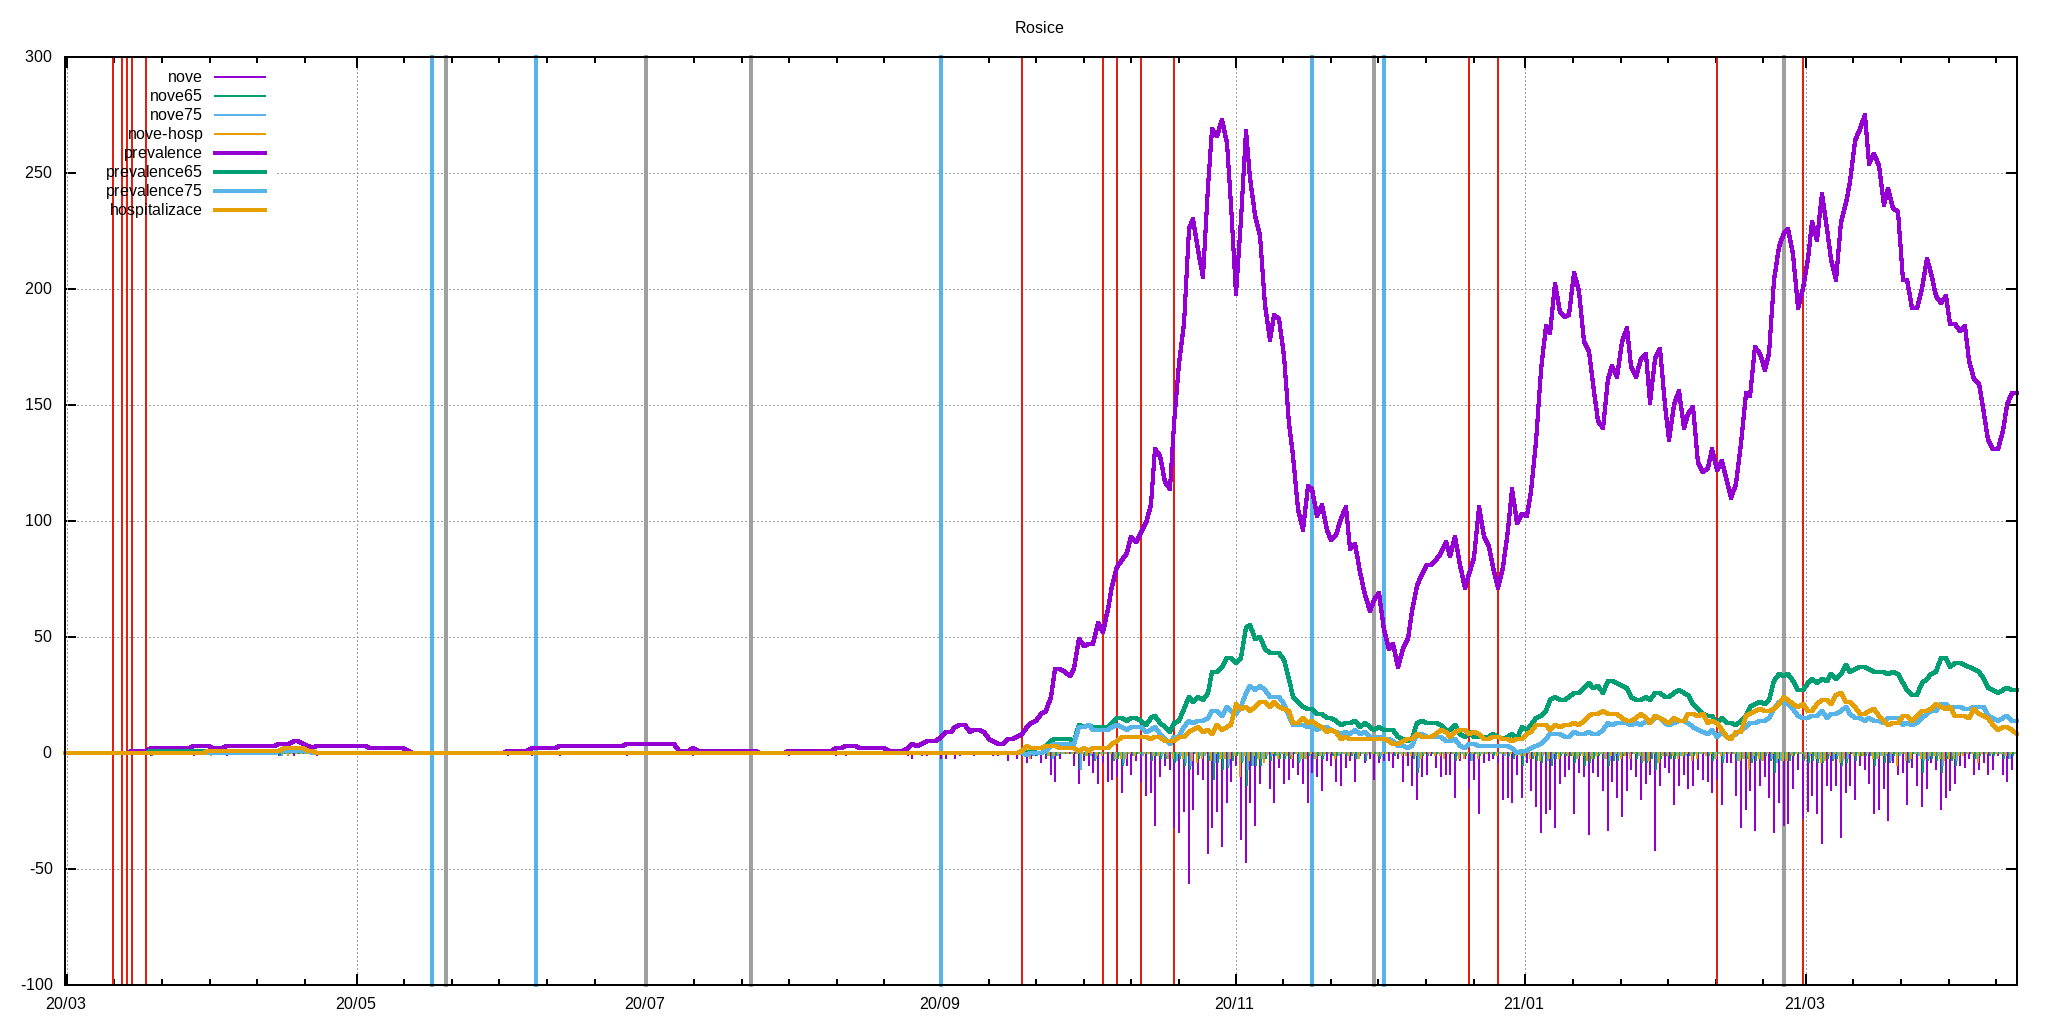 Rosice
300
250
200
150
100
50
0
-50
-100
nove
nove65
nove75
nove-hosp
prevalence
prevalence65
prevalence75
hospitalizace
20/03 20/05 20/07 20/09 20/11 21/01 21/03